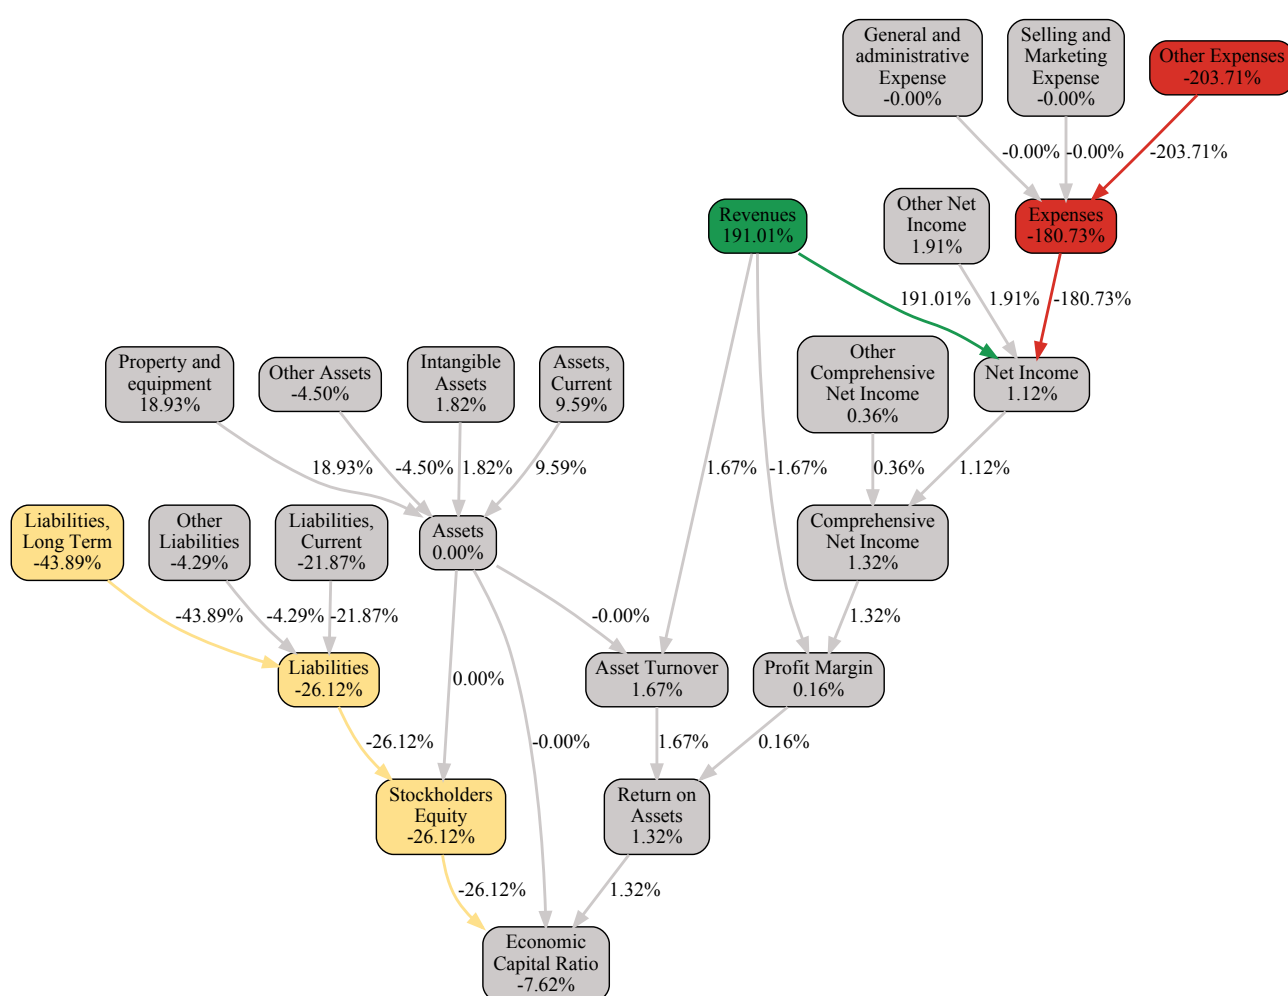 General and
administrative
Expense
-0.00%
Selling and
Marketing
Expense
-0.00%
Other Expenses
-203.71%
-0.00%
-0.00%
-203.71%
Revenues
191.01%
Other Net
Income
1.91%
Expenses
-180.73%
191.01%
1.91%
-180.73%
Property and
equipment
18.93%
Other Assets
-4.50%
Intangible
Assets
1.82%
Assets,
Current
9.59%
Other
Comprehensive
Net Income
0.36%
Net Income
1.12%
18.93%
-4.50%
1.82%
9.59%
1.67%
-1.67%
0.36%
1.12%
Liabilities,
Long Term
-43.89%
Other
Liabilities
-4.29%
Liabilities,
Current
-21.87%
Assets
0.00%
Comprehensive
Net Income
1.32%
-43.89%
-4.29%
-21.87%
-0.00%
1.32%
Liabilities
-26.12%
0.00%
Asset Turnover
1.67%
Profit Margin
0.16%
-26.12%
-0.00%
1.67%
0.16%
Stockholders
Equity
-26.12%
Return on
Assets
1.32%
-26.12%
1.32%
Economic
Capital Ratio
-7.62%